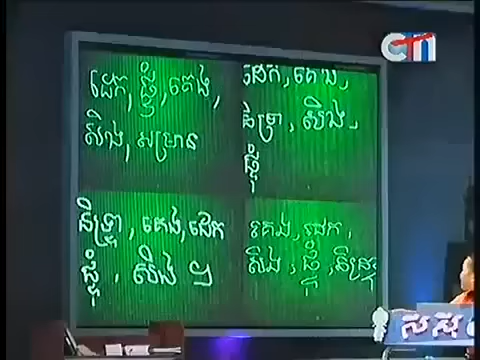 ដេក, ផ្ទំ, គេង,
សិង, សម្រាន
ដេក, គេង,
និទ្រា, សិង,
ផ្ទុំ
និទ្រា, គេង, ដេក
ផ្ទុំ, សិង ។
គេង, ដេក,
សិង, ផ្ទុំ, និទ្រា
CTN